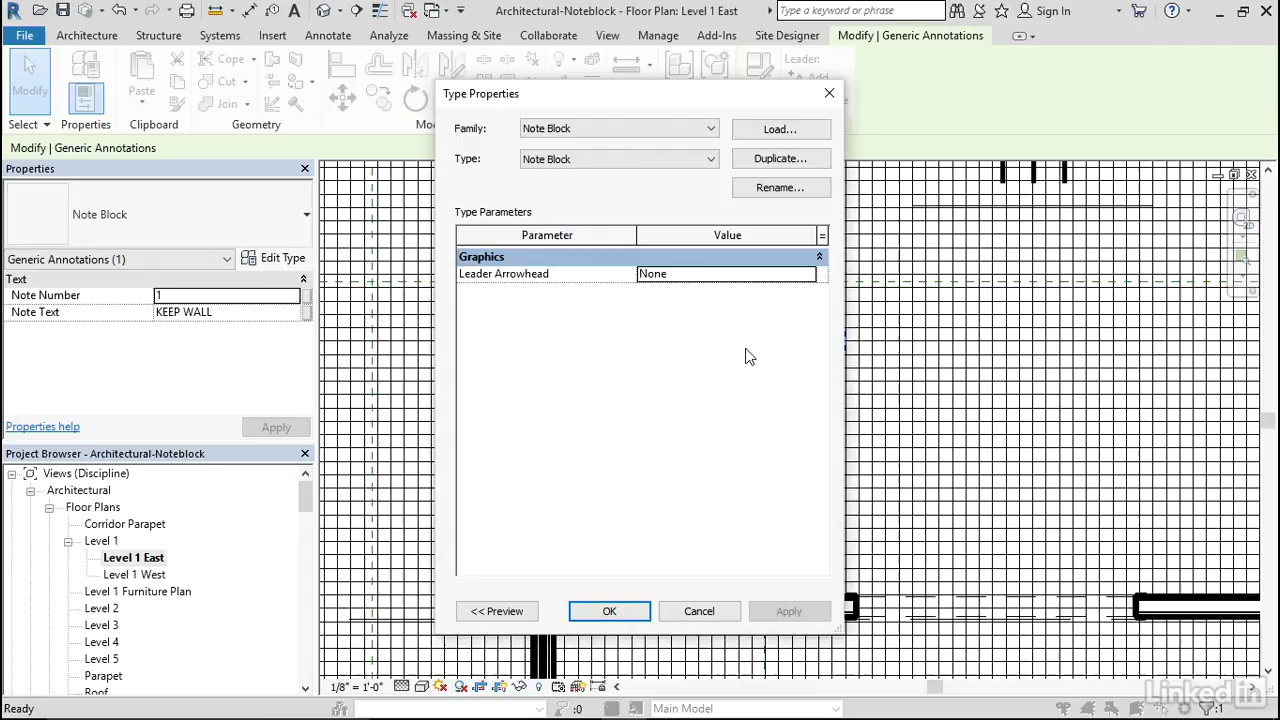 Architectural-Noteblock - Floor Plan: Level 1 East
Type a keyword or phrase
Sign In
File
Architecture
Structure
Systems
Insert
Annotate
Analyze
Massing & Site
Collaborate
View
Manage
Add-Ins
Site Designer
Modify | Generic Annotations
Modify
Paste
Cope
Cut
Join
Leader:
Add
Select
Properties
Clipboard
Geometry
Modify | Generic Annotations
Properties
Note Block
Generic Annotations (1)
Edit Type
Text
Note Number
1
Note Text
KEEP WALL
Properties help
Apply
Project Browser - Architectural-Noteblock
Views (Discipline)
Architectural
Floor Plans
Corridor Parapet
Level 1
Level 1 East
Level 1 West
Level 1 Furniture Plan
Level 2
Level 3
Level 4
Level 5
Parapet
Roof
Type Properties
Family:
Note Block
Load...
Type:
Note Block
Duplicate...
Rename...
Type Parameters
Parameter
Value
=
Graphics
Leader Arrowhead
None
<< Preview
OK
Cancel
Apply
2D
1/8" = 1'-0"
Ready
:0
Main Model
:1
Linked in